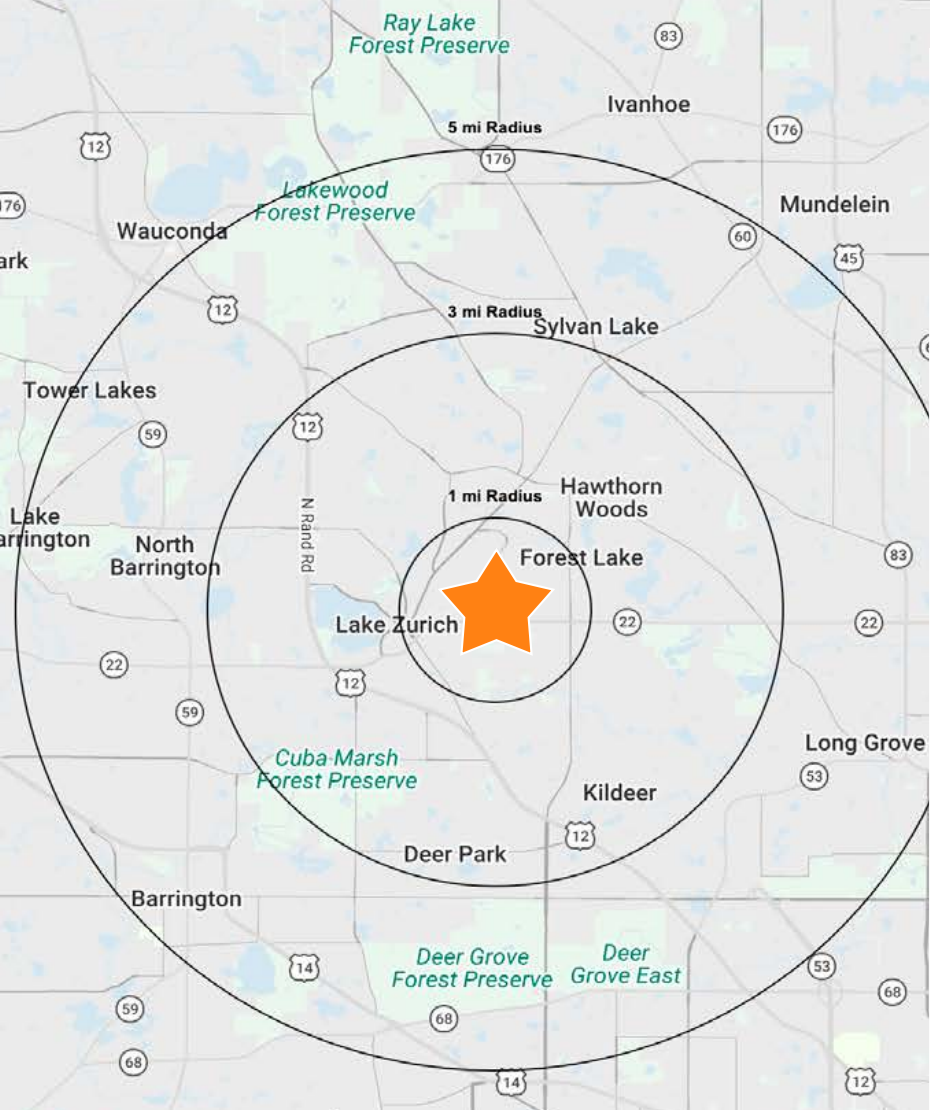 Ray Lake
Forest Preserve
83
Ivanhoe
5 mi Radius
176
12
176
Lakewood
Forest Preserve
176
Mundelein
Wauconda
60
45
ark
12
3 mi Radius
Sylvan Lake
Tower Lakes
12
59
1 mi Radius
Hawthorn
Woods
N Rand Rd
Lake
arrington
North
Barrington
Forest Lake
83
Lake Zurich
22
22
22
12
59
Long Grove
Cuba Marsh
Forest Preserve
53
Kildeer
12
Deer Park
Barrington
Deer Grove
Forest Preserve
Deer
Grove East
14
53
68
59
68
68
14
12